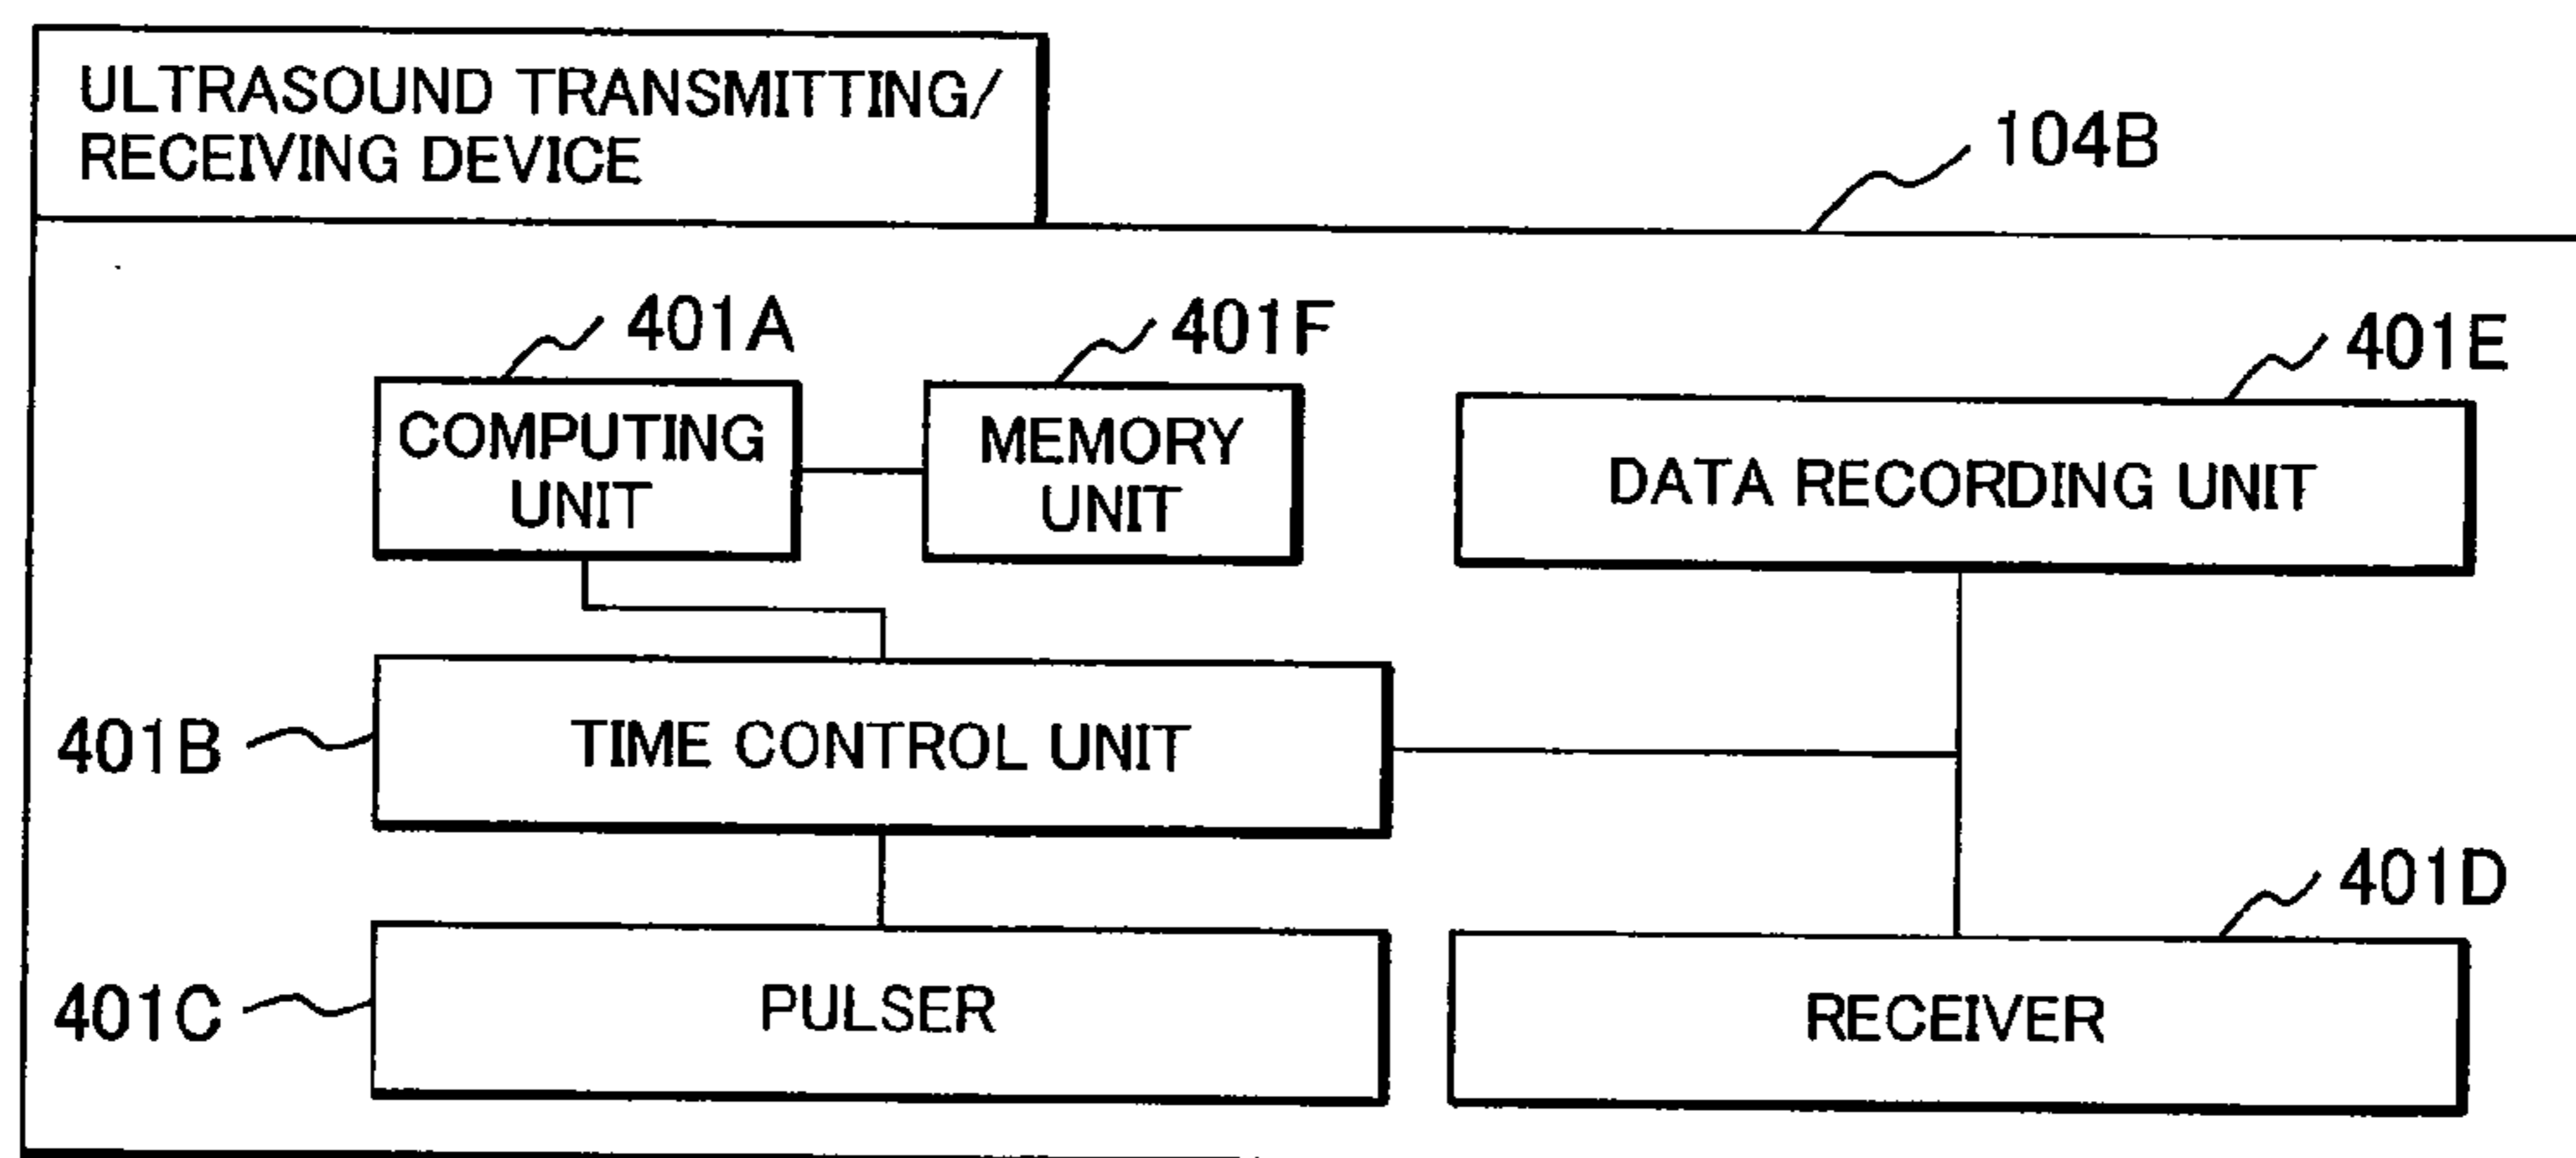 ULTRASOUND TRANSMITTING/
RECEIVING DEVICE
104B
401A
401F
401E
COMPUTING
UNIT
MEMORY
UNIT
DATA RECORDING UNIT
401B
TIME CONTROL UNIT
401D
401C
PULSER
RECEIVER